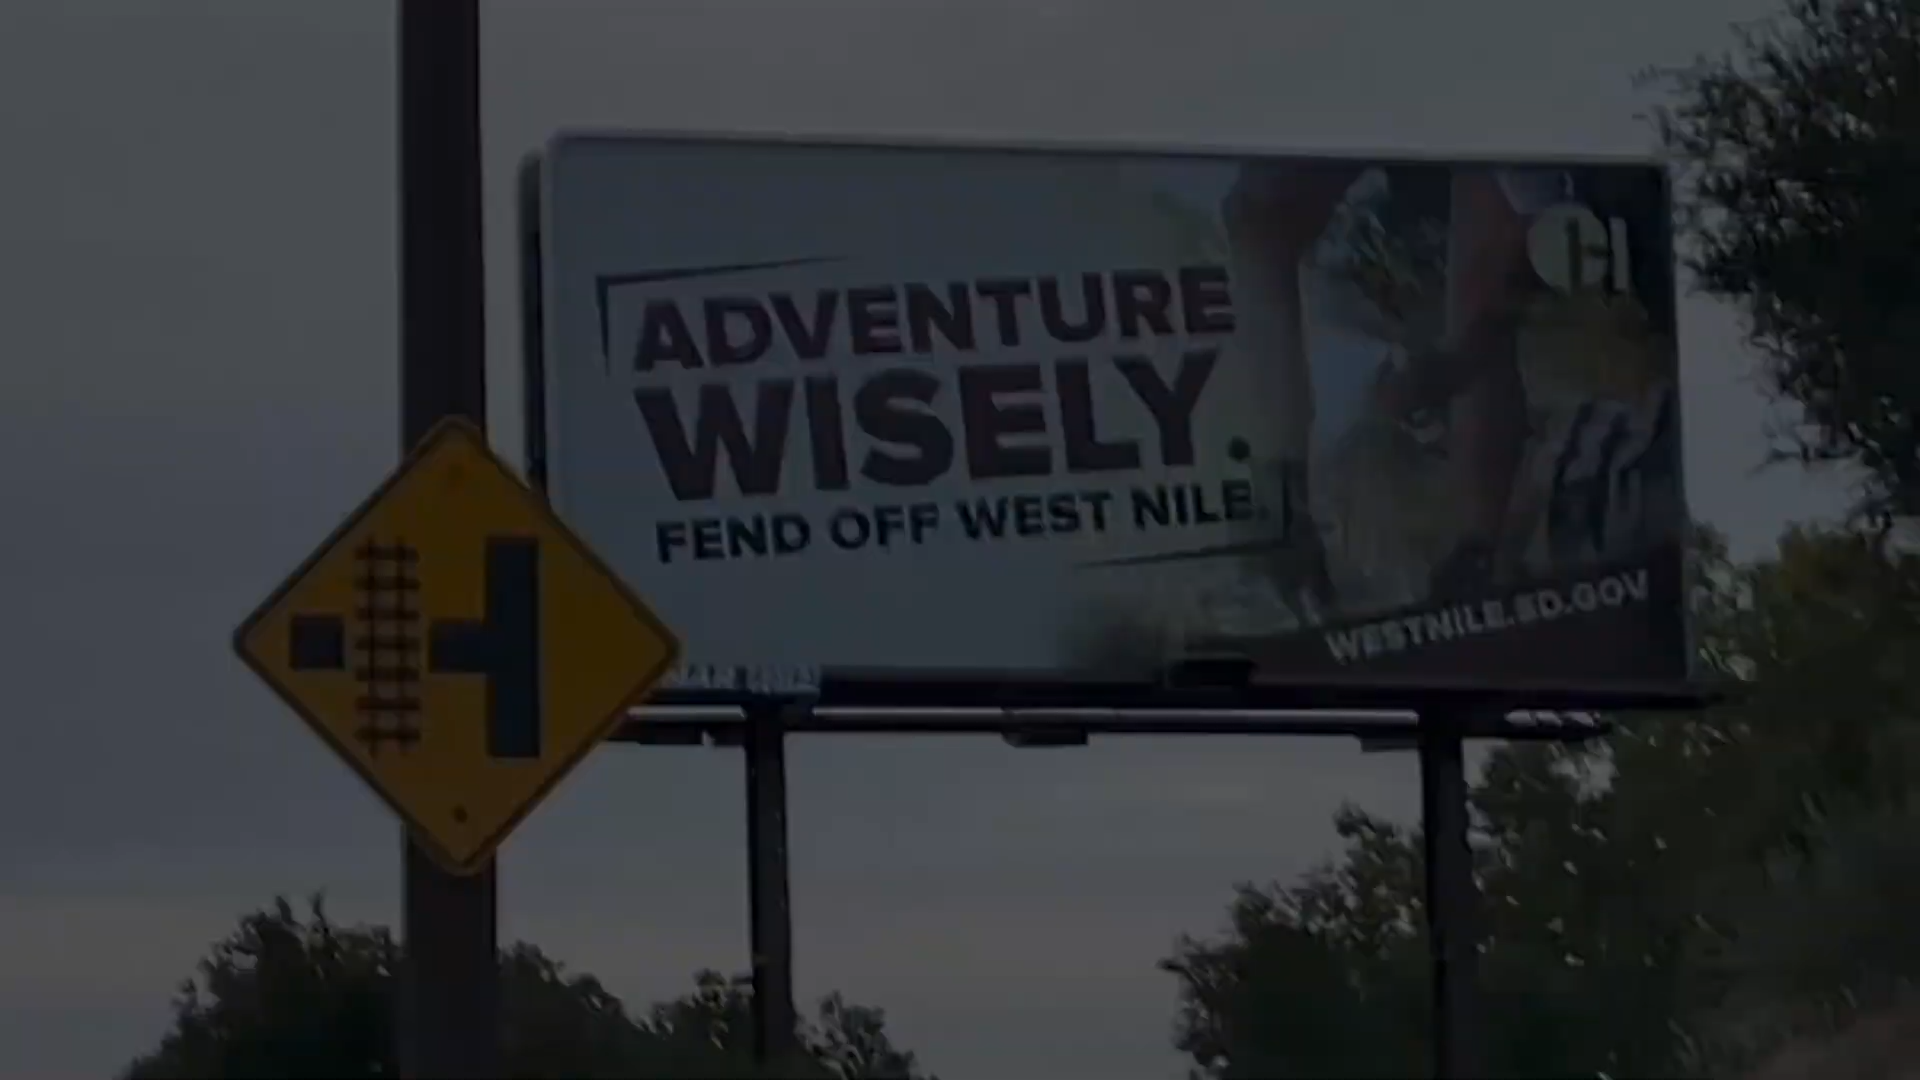 ADVENTURE
WISELY.
FEND OFF WEST NILE.
WESTNILE.SD.GOV